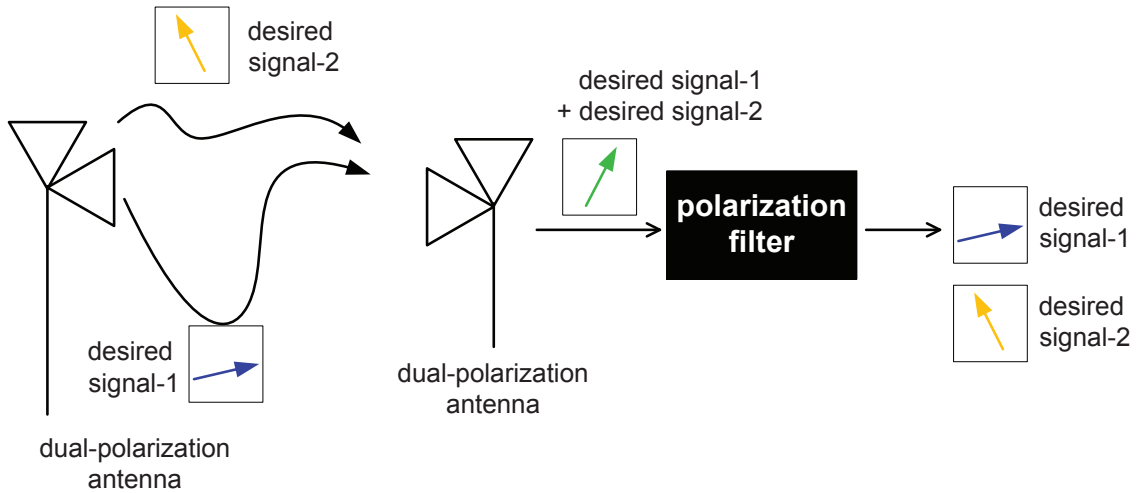 desired
signal-2
desired signal-1
+ desired signal-2
polarization
filter
desired
signal-1
desired
signal-2
desired
signal-1
dual-polarization
antenna
dual-polarization
antenna